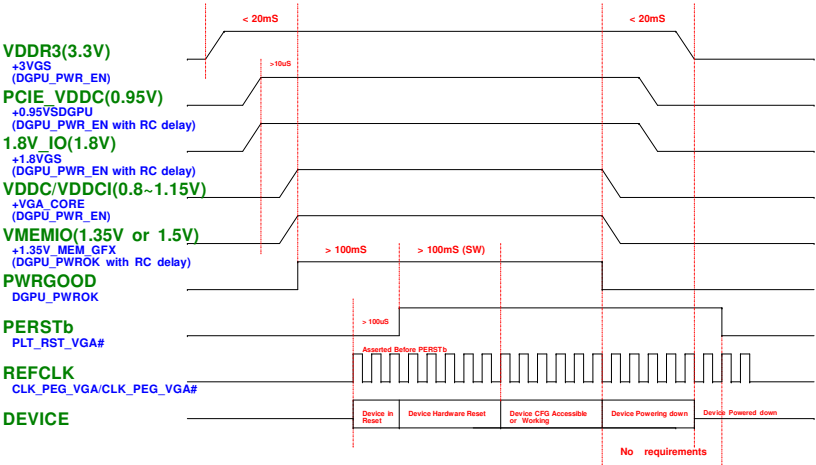 < 20mS
< 20mS
VDDR3(3.3V)
+3VGS
(DGPU_PWR_EN)
>10uS
PCIE_VDDC(0.95V)
+0.95VSDGPU
(DGPU_PWR_EN with RC delay)
1.8V_IO(1.8V)
+1.8VGS
(DGPU_PWR_EN with RC delay)
VDDC/VDDCI(0.8~1.15V)
+VGA_CORE
(DGPU_PWR_EN)
VMEMIO(1.35V or 1.5V)
+1.35V_MEM_GFX
(DGPU_PWROK with RC delay)
> 100mS
> 100mS (SW)
PWRGOOD
DGPU_PWROK
> 100uS
PERSTb
PLT_RST_VGA#
Asserted Before PERSTb
REFCLK
CLK_PEG_VGA/CLK_PEG_VGA#
DEVICE
Device in
Reset
Device Hardware Reset
Device CFG Accessible
or Working
Device Powering down
Device Powered down
No requirements